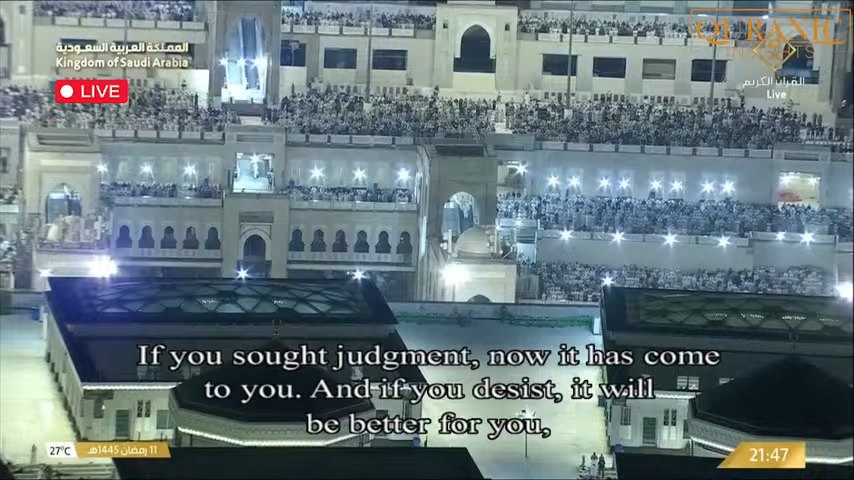 المملكة العربية السعودية
Kingdom of Saudi Arabia
LIVE
QURANIC
القرآن الكريم
Live
If you sought judgment, now it has come
to you. And if you desist, it will
be better for you,
27°C
11 رمضان 1445هـ
21:47